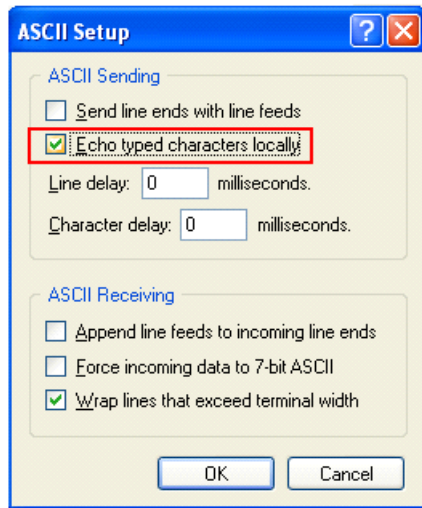 ASCII Setup
ASCII Sending
Send line ends with line feeds
Echo typed characters locally
Line delay: 0 milliseconds.
Character delay: 0 milliseconds.
ASCII Receiving
Append line feeds to incoming line ends
Force incoming data to 7-bit ASCII
Wrap lines that exceed terminal width
OK Cancel